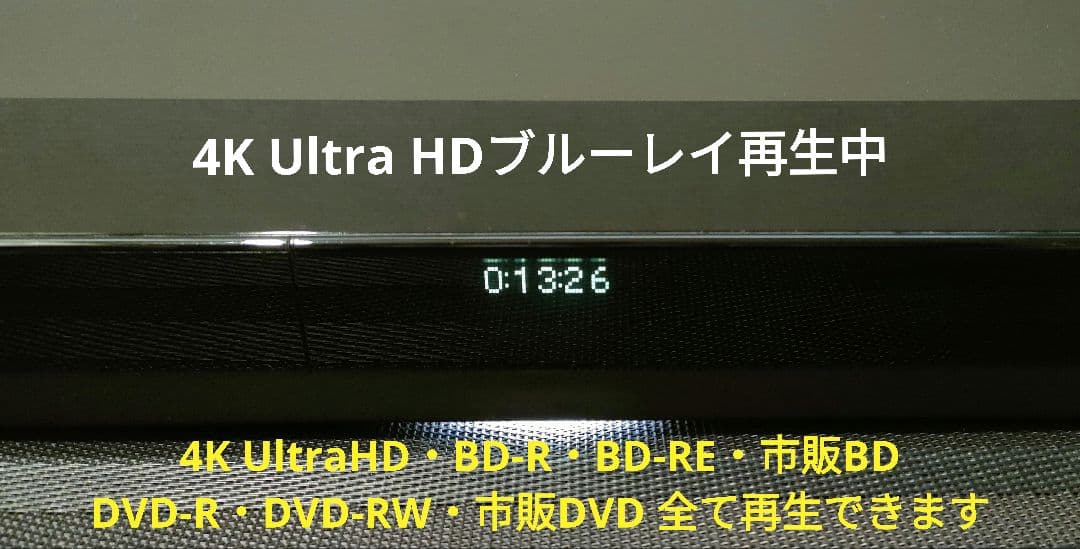 4K Ultra HDブルーレイ再生中
0:13:26
4K UltraHD・BD-R・BD-RE・市販BD
DVD-R・DVD-RW・市販DVD 全て再生できます